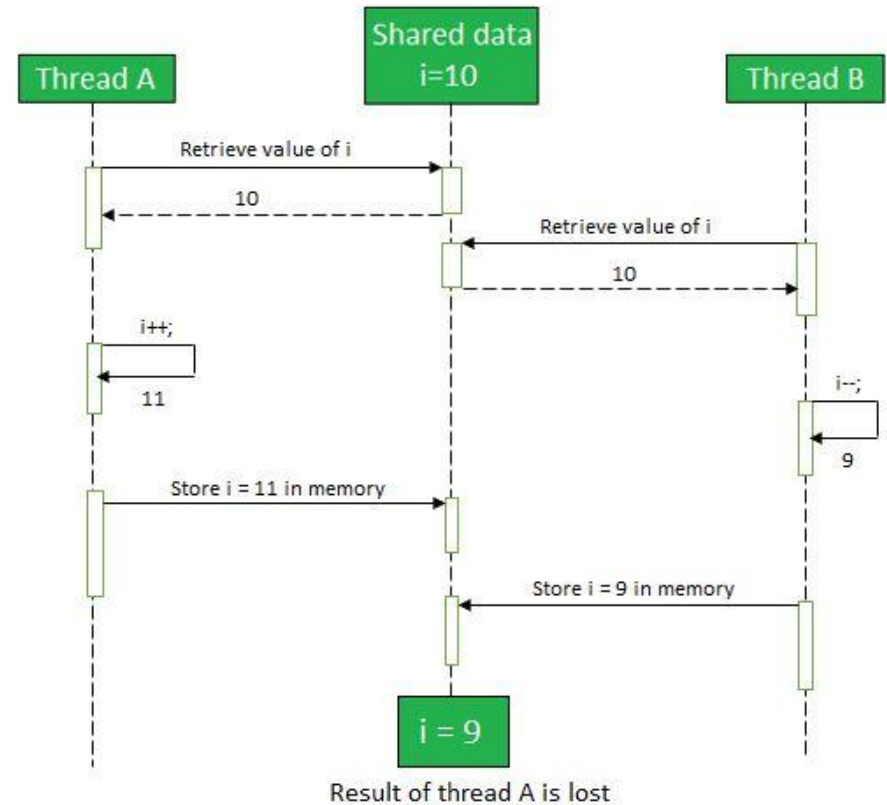 Shared data
i=10
Thread A
Thread B
Retrieve value of i
10
Retrieve value of i
10
i++;
11
i--;
9
Store i = 11 in memory
Store i = 9 in memory
i = 9
Result of thread A is lost